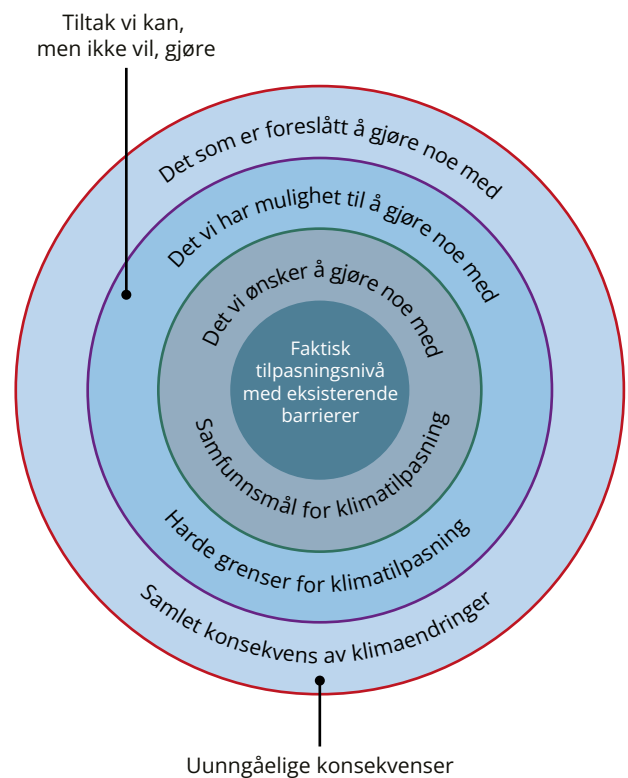 Tiltak vi kan,
men ikke vil, gjøre
Det som er foreslått å gjøre noe med
Det vi har mulighet til å gjøre noe med
Det vi ønsker å gjøre noe med
Faktisk
tilpasningsnivå
med eksisterende
barrierer
Samfunnsmål for klimatilpasning
Harde grenser for klimatilpasning
Samlet konsekvens av klimaendringer
Uunngåelige konsekvenser